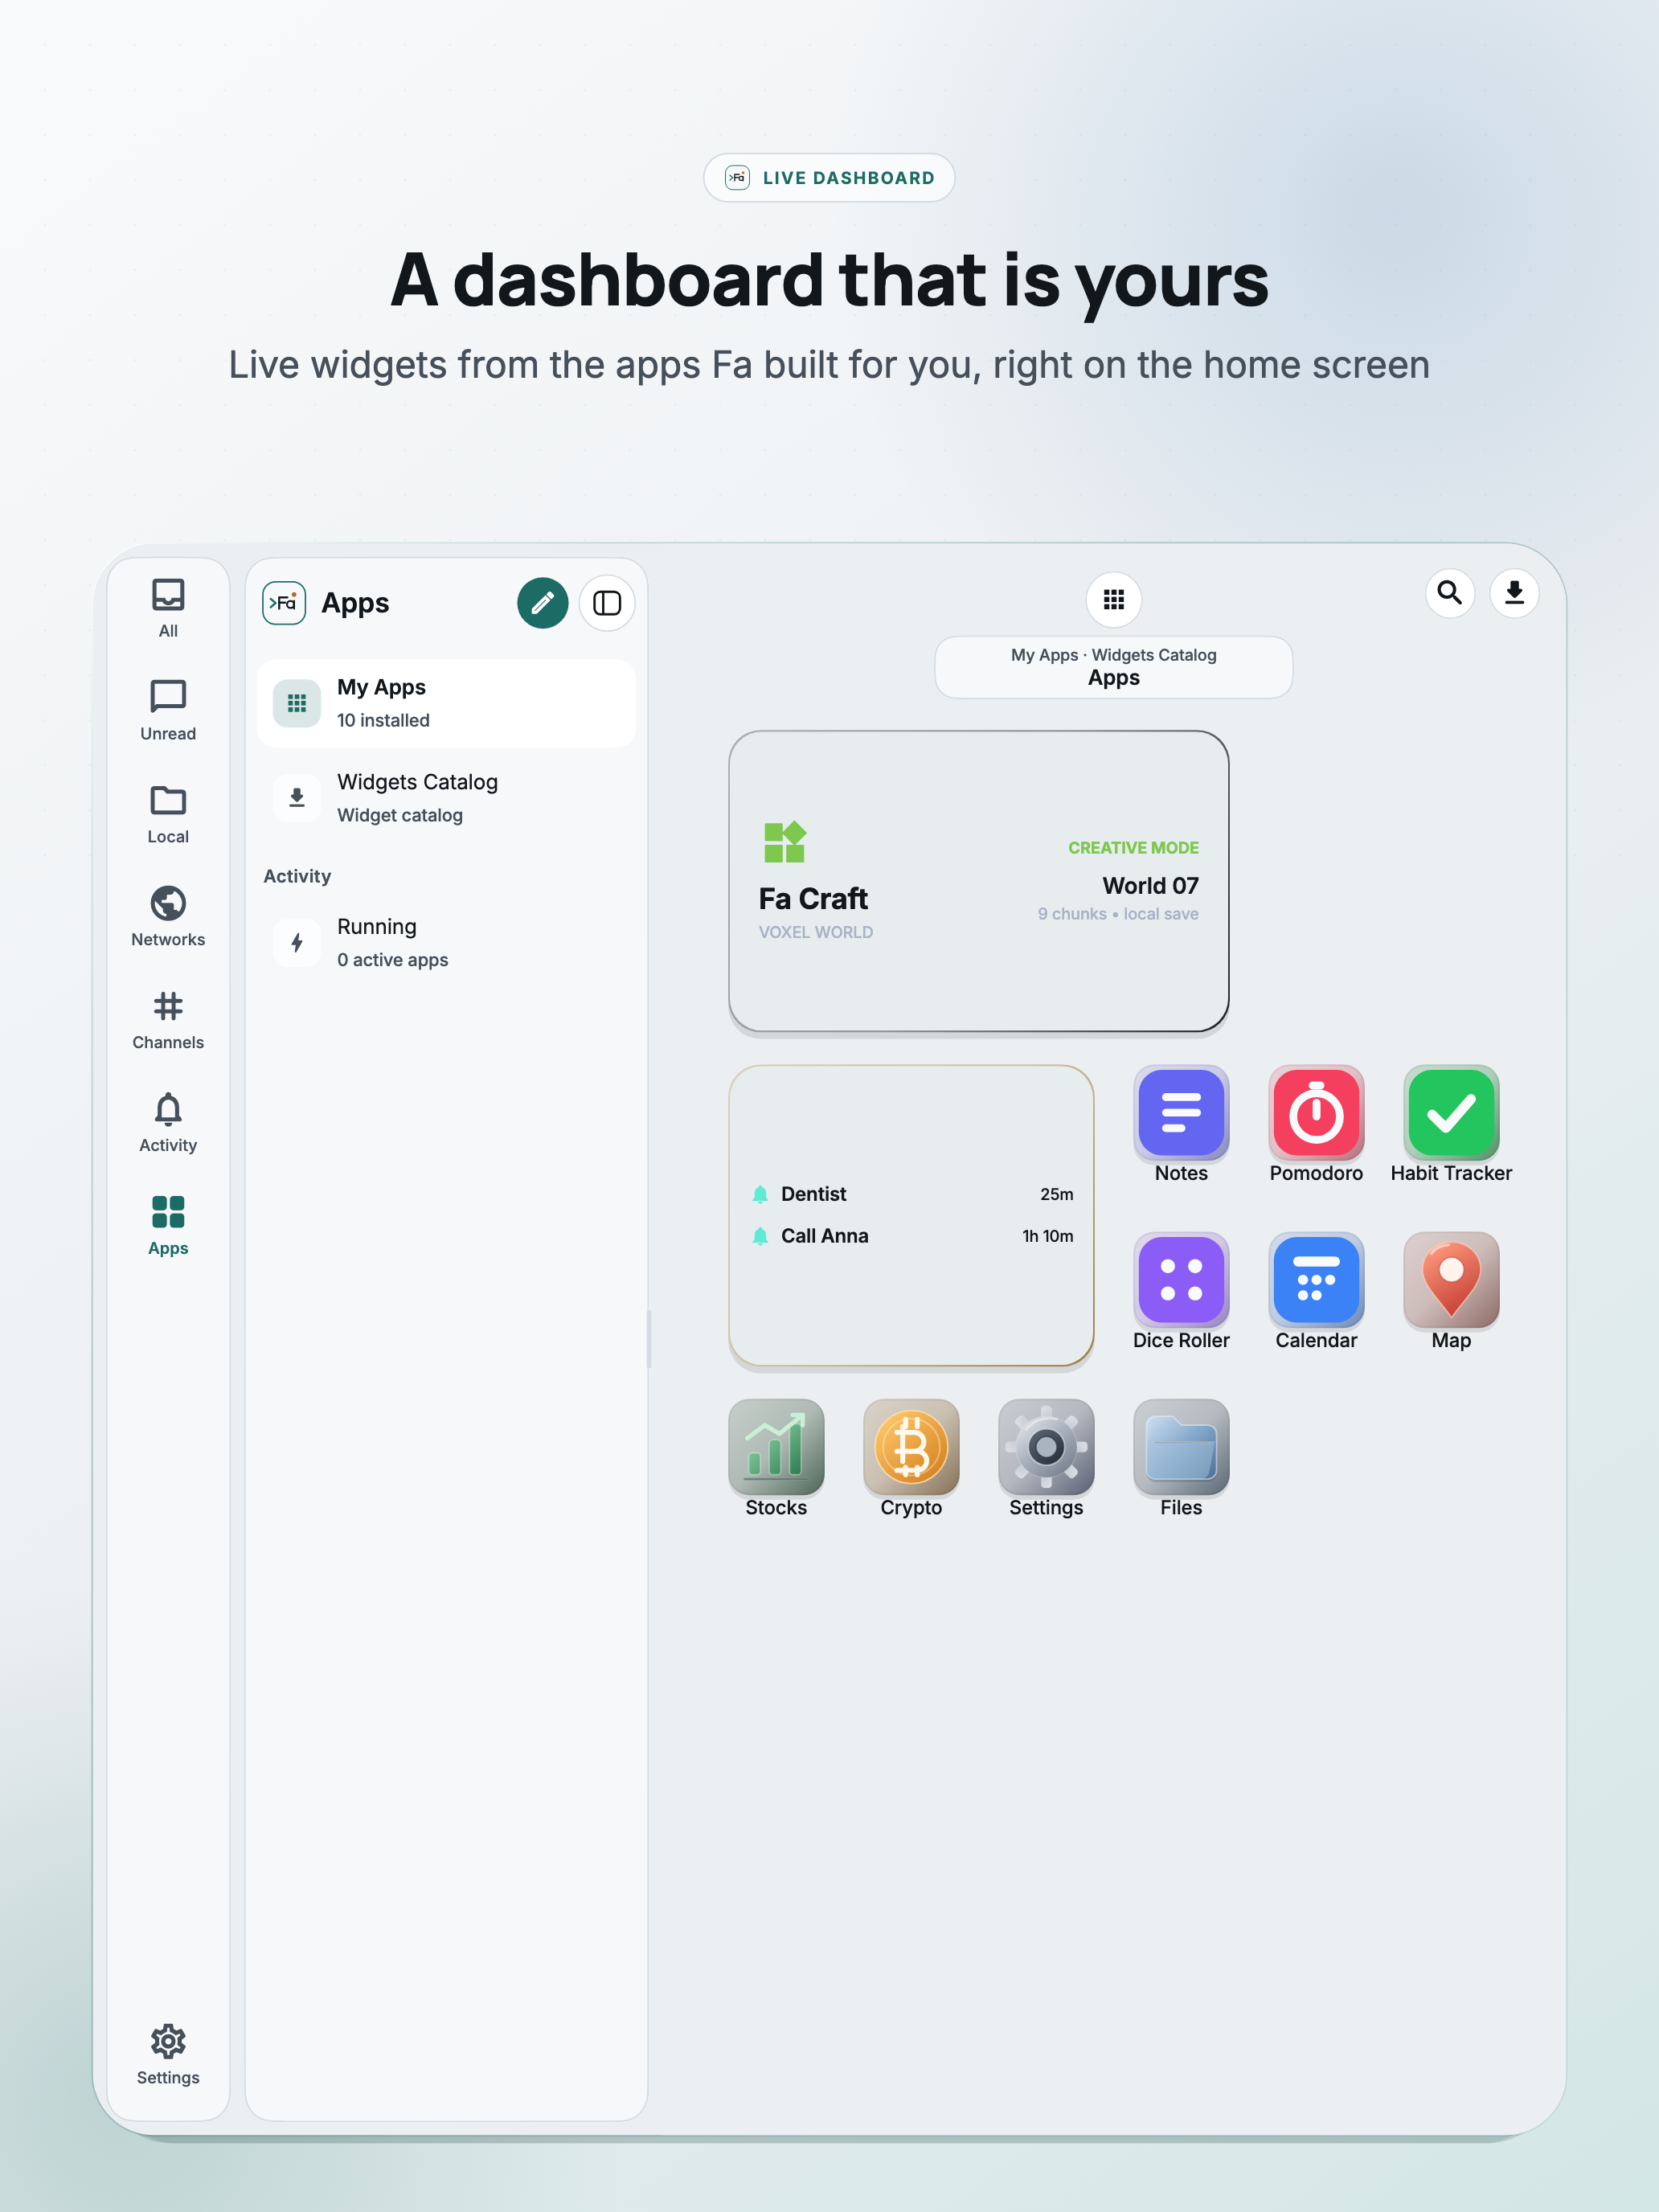 >Fa LIVE DASHBOARD
A dashboard that is yours
Live widgets from the apps Fa built for you, right on the home screen
All
Unread
Local
Networks
Channels
Activity
Apps
Settings
>Fa Apps
My Apps
10 installed
Widgets Catalog
Widget catalog
Activity
Running
0 active apps
My Apps · Widgets Catalog
Apps
Fa Craft
VOXEL WORLD
CREATIVE MODE
World 07
9 chunks • local save
Dentist 25m
Call Anna 1h 10m
Notes Pomodoro Habit Tracker
Dice Roller Calendar Map
Stocks Crypto Settings Files